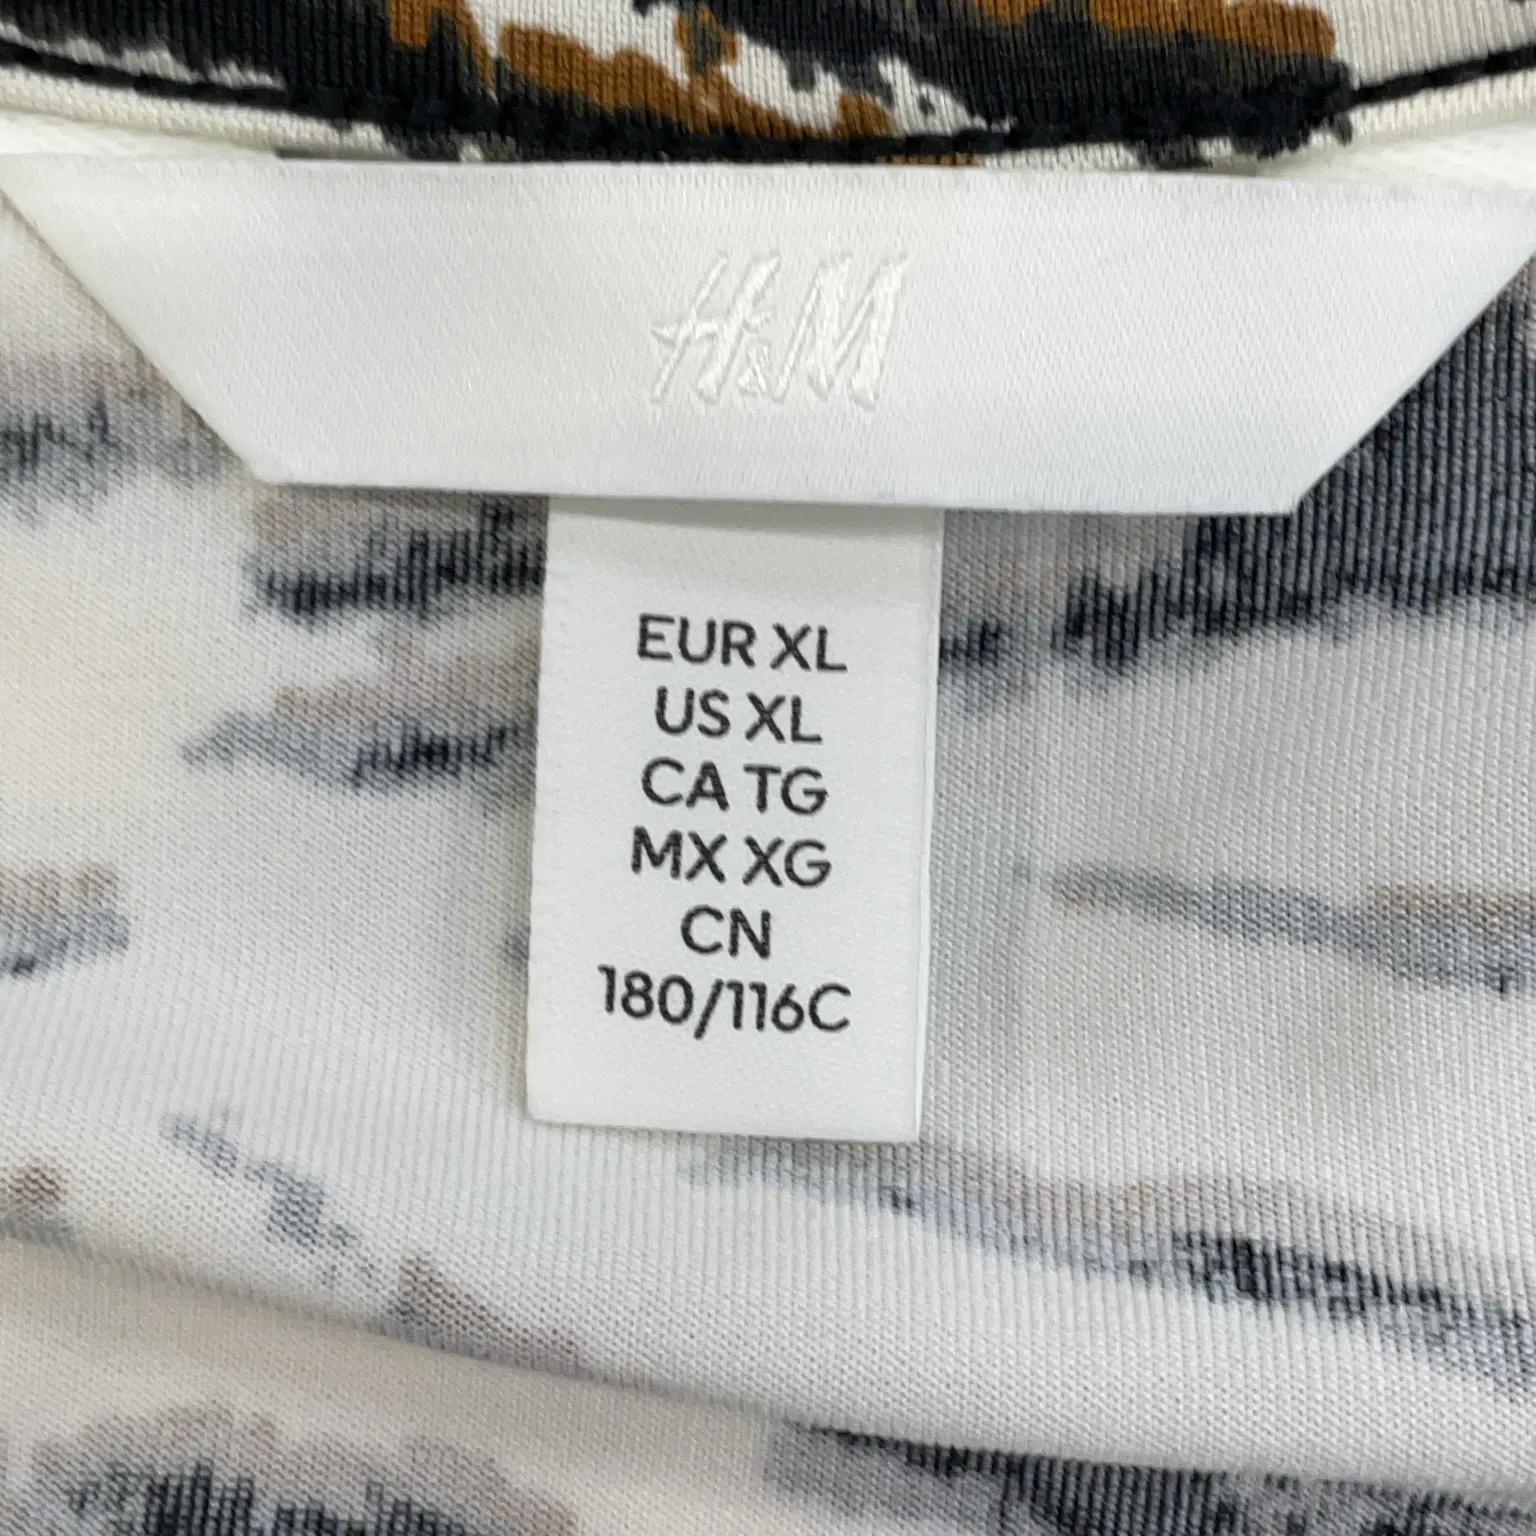 H&M
EUR XL
US XL
CA TG
MX XG
CN
180/116C